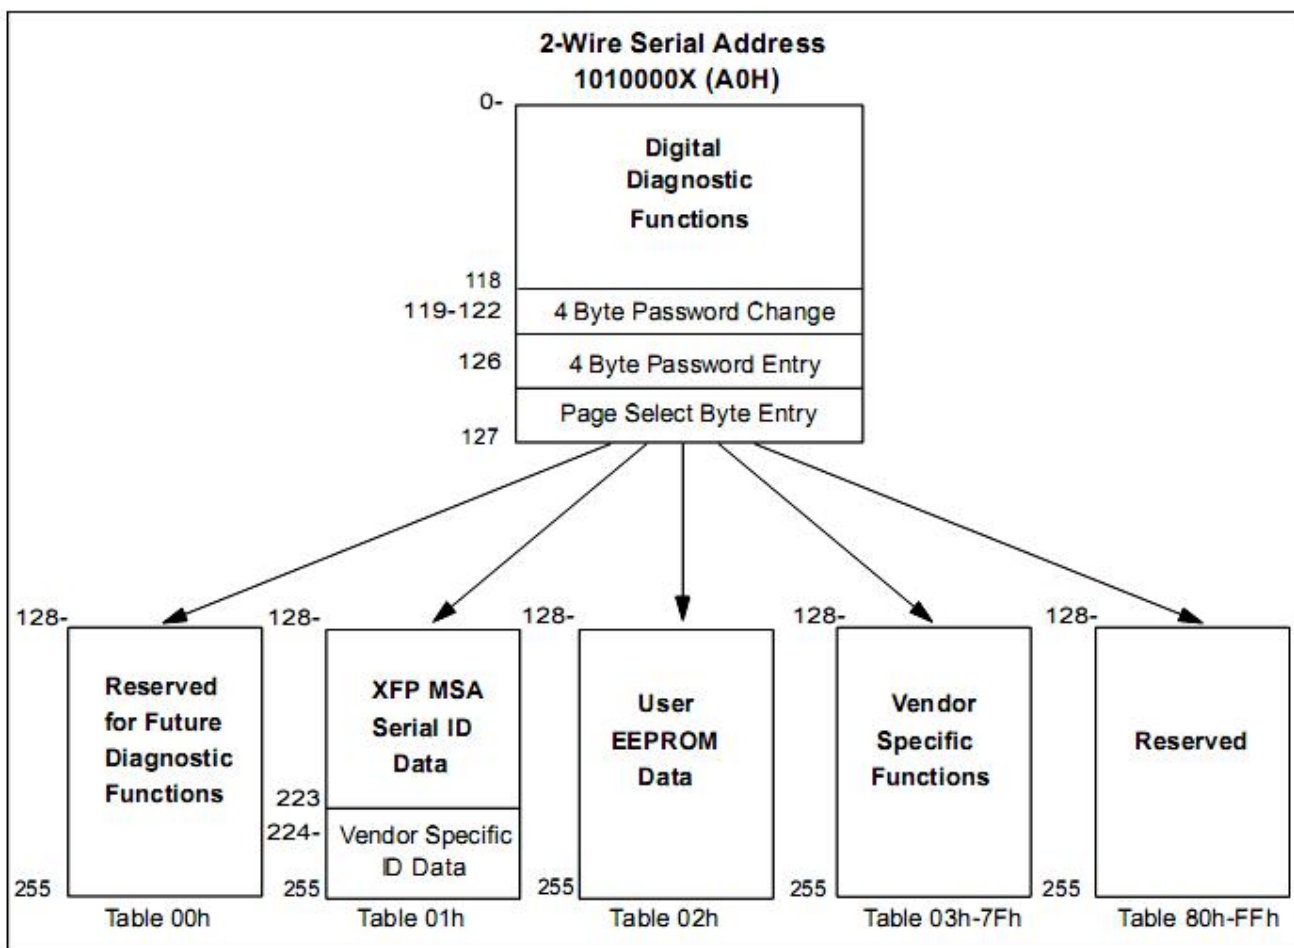 2-Wire Serial Address
1010000X (A0H)
0-
Digital
Diagnostic
Functions
118
119-122
4 Byte Password Change
126
4 Byte Password Entry
Page Select Byte Entry
127
128-
Reserved
for Future
Diagnostic
Functions
255
Table 00h
128-
XFP MSA
Serial ID
Data
223
224-
Vendor Specific
ID Data
255
Table 01h
128-
User
EEPROM
Data
255
Table 02h
128-
Vendor
Specific
Functions
255
Table 03h-7Fh
128-
Reserved
255
Table 80h-FFh